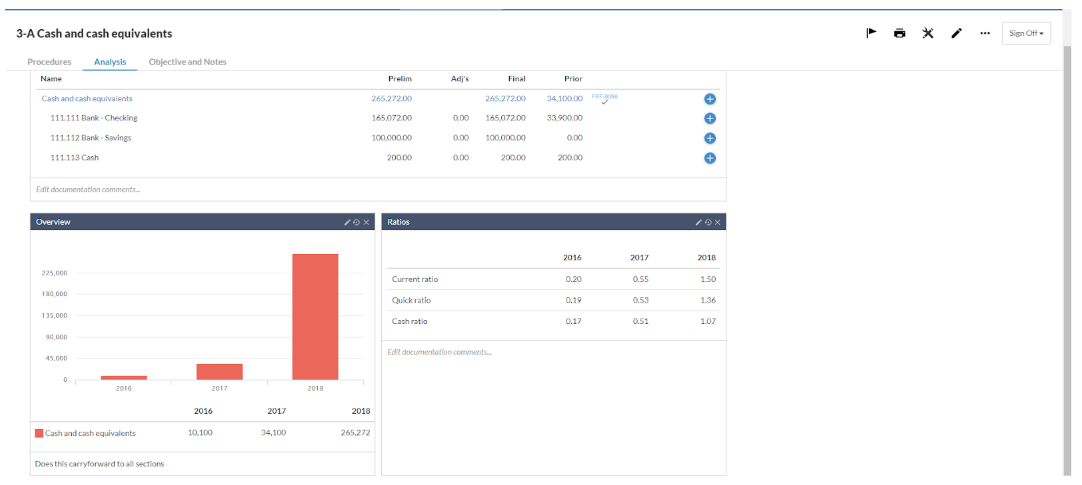 3-A Cash and cash equivalents
Sign Off
Procedures Analysis Objective and Notes
Name Prelim Adj's Final Prior
Cash and cash equivalents 265,272.00 265,272.00 34,100.00
111.111 Bank - Checking 165,072.00 0.00 165,072.00 33,900.00
111.112 Bank - Savings 100,000.00 0.00 100,000.00 0.00
111.113 Cash 200.00 0.00 200.00 200.00
Edit documentation comments...
Overview
225,000
180,000
135,000
90,000
45,000
0
2016 2017 2018
2016 2017 2018
Cash and cash equivalents 10,100 34,100 265,272
Does this carryforward to all sections
Ratios
2016 2017 2018
Current ratio 0.20 0.55 1.50
Quick ratio 0.19 0.53 1.36
Cash ratio 0.17 0.51 1.07
Edit documentation comments...